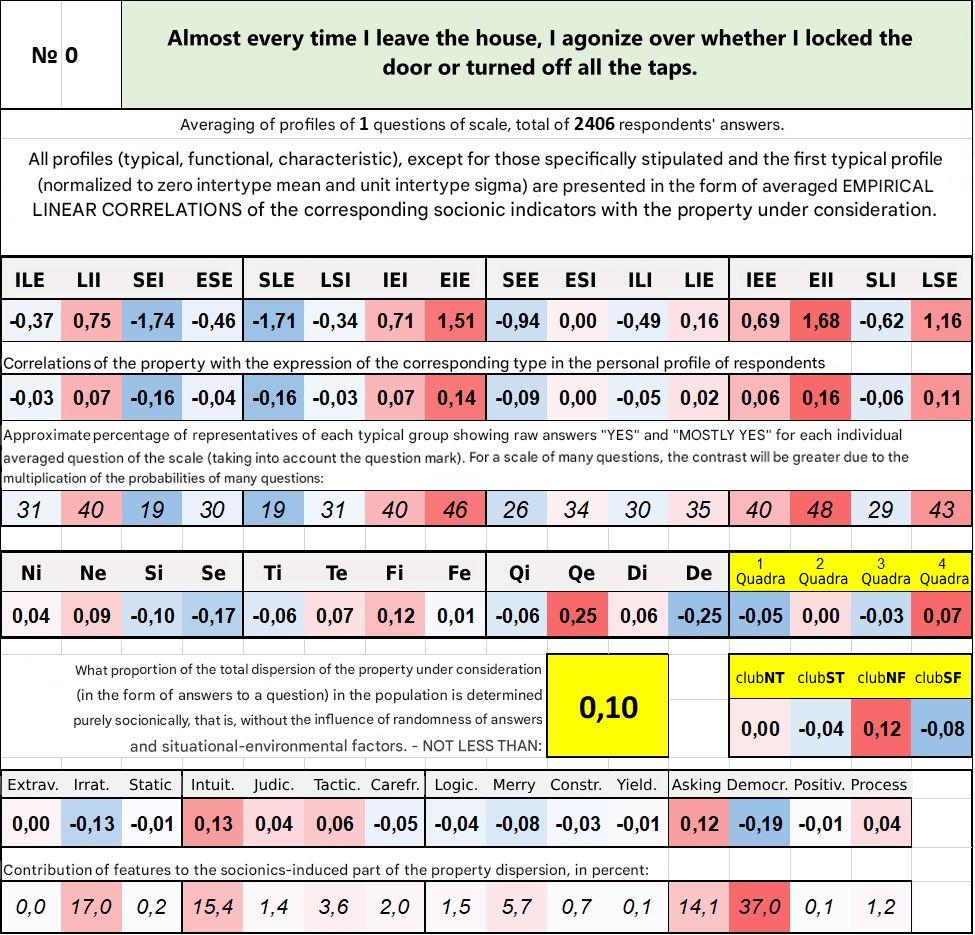 № 0
Almost every time I leave the house, I agonize over whether I locked the
door or turned off all the taps.
Averaging of profiles of 1 questions of scale, total of 2406 respondents' answers.
All profiles (typical, functional, characteristic), except for those specifically stipulated and the first typical profile
(normalized to zero intertype mean and unit intertype sigma) are presented in the form of averaged EMPIRICAL
LINEAR CORRELATIONS of the corresponding socionic indicators with the property under consideration.
ILE LII SEI ESE SLE LSI IEI EIE SEE ESI ILI LIE IEE EII SLI LSE
-0,37 0,75 -1,74 -0,46 -1,71 -0,34 0,71 1,51 -0,94 0,00 -0,49 0,16 0,69 1,68 -0,62 1,16
Correlations of the property with the expression of the corresponding type in the personal profile of respondents
-0,03 0,07 -0,16 -0,04 -0,16 -0,03 0,07 0,14 -0,09 0,00 -0,05 0,02 0,06 0,16 -0,06 0,11
Approximate percentage of representatives of each typical group showing raw answers "YES" and "MOSTLY YES" for each individual
averaged question of the scale (taking into account the question mark). For a scale of many questions, the contrast will be greater due to the
multiplication of the probabilities of many questions:
31 40 19 30 19 31 40 46 26 34 30 35 40 48 29 43
Ni Ne Si Se Ti Te Fi Fe Qi Qe Di De 1 Quadra 2 Quadra 3 Quadra 4 Quadra
0,04 0,09 -0,10 -0,17 -0,06 0,07 0,12 0,01 -0,06 0,25 0,06 -0,25 -0,05 0,00 -0,03 0,07
What proportion of the total dispersion of the property under consideration
(in the form of answers to a question) in the population is determined
purely socionically, that is, without the influence of randomness of answers
and situational-environmental factors. - NOT LESS THAN:
0,10
clubNT clubST clubNF clubSF
0,00 -0,04 0,12 -0,08
Extrav. Irrat. Static Intuit. Judic. Tactic. Carefr. Logic. Merry Constr. Yield. Asking Democr. Positiv. Process
0,00 -0,13 -0,01 0,13 0,04 0,06 -0,05 -0,04 -0,08 -0,03 -0,01 0,12 -0,19 -0,01 0,04
Contribution of features to the socionics-induced part of the property dispersion, in percent:
0,0 17,0 0,2 15,4 1,4 3,6 2,0 1,5 5,7 0,7 0,1 14,1 37,0 0,1 1,2